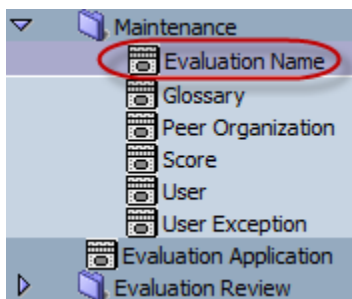 Maintenance
Evaluation Name
Glossary
Peer Organization
Score
User
User Exception
Evaluation Application
Evaluation Review